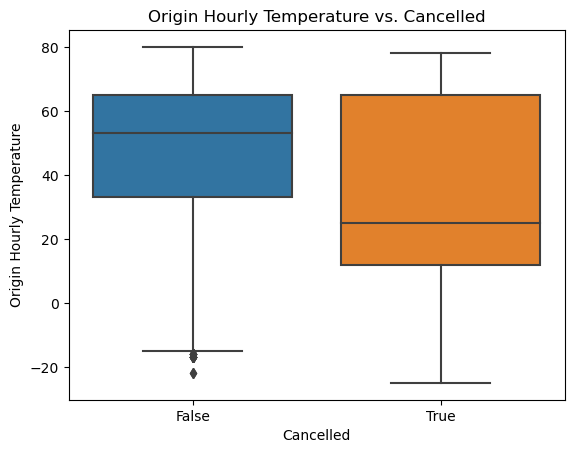 Origin Hourly Temperature vs. Cancelled
80
60
40
20
0
−20
Origin Hourly Temperature
False
True
Cancelled